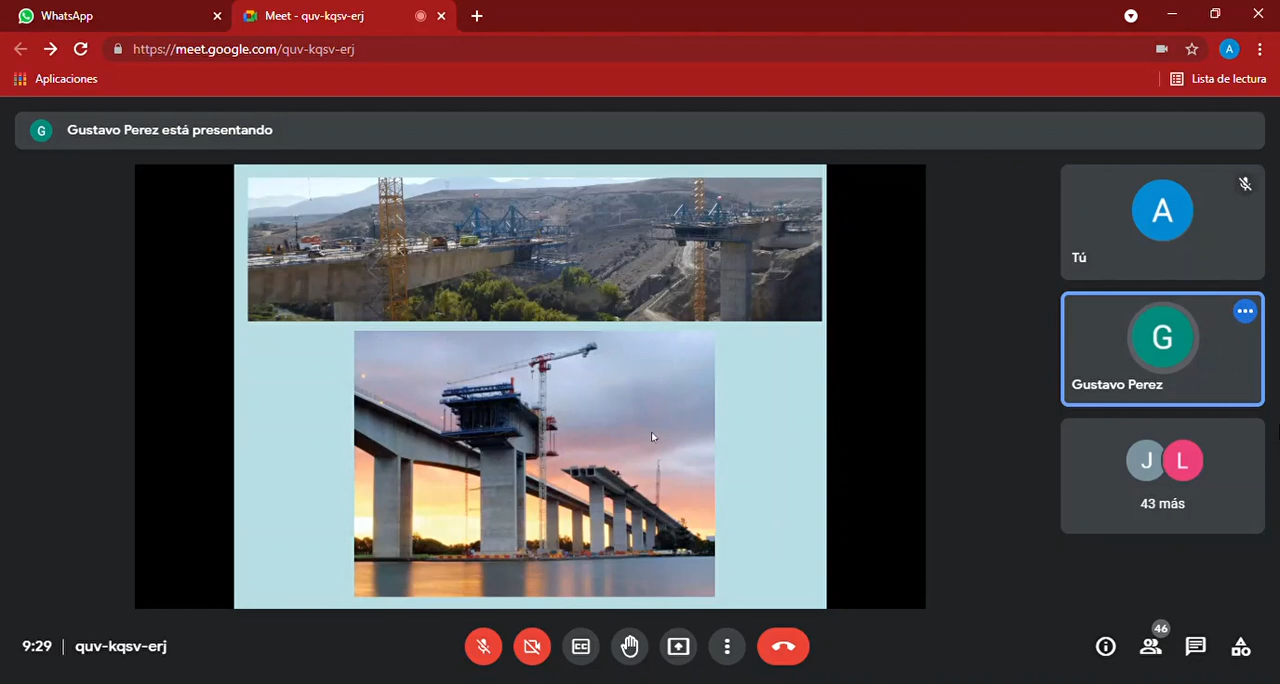 WhatsApp
Meet - quv-kqsv-erj
https://meet.google.com/quv-kqsv-erj
A
Aplicaciones
Lista de lectura
G
Gustavo Perez está presentando
A
Tú
G
Gustavo Perez
J
L
43 más
9:29
quv-kqsv-erj
CC
46